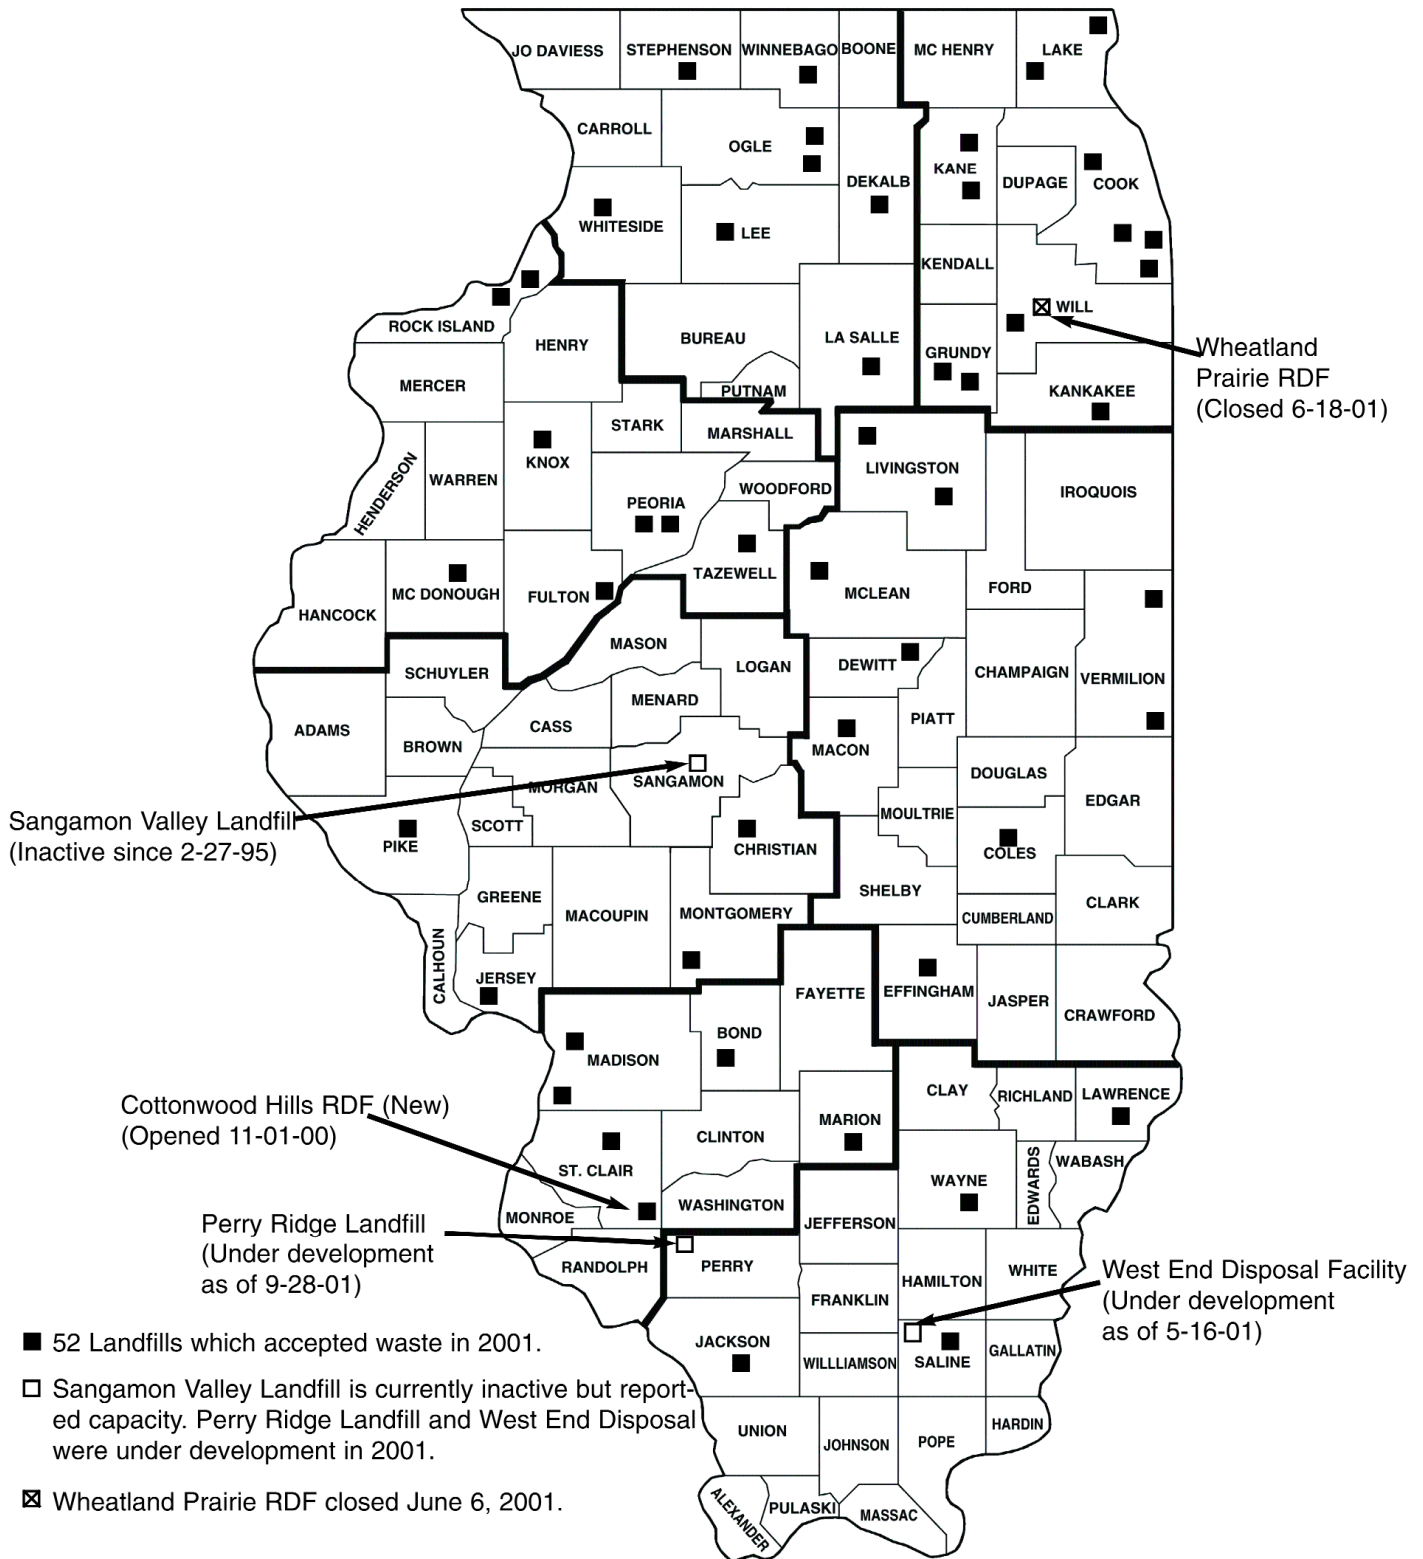 JO DAVIESS
STEPHENSON
WINNEBAGO
BOONE
MC HENRY
LAKE
CARROLL
OGLE
DEKALB
KANE
DUPAGE
COOK
WHITESIDE
LEE
KENDALL
WILL
ROCK ISLAND
HENRY
BUREAU
LA SALLE
GRUNDY
Wheatland
Prairie RDF
(Closed 6-18-01)
MERCER
PUTNAM
KANKAKEE
STARK
MARSHALL
KNOX
LIVINGSTON
HENDERSON
WARREN
PEORIA
WOODFORD
IROQUOIS
TAZEWELL
HANCOCK
MC DONOUGH
FULTON
MCLEAN
FORD
MASON
LOGAN
DEWITT
CHAMPAIGN
VERMILION
SCHUYLER
MENARD
ADAMS
CASS
PIATT
BROWN
MACON
SANGAMON
MORGAN
DOUGLAS
EDGAR
Sangamon Valley Landfill
(Inactive since 2-27-95)
SCOTT
MOULTRIE
PIKE
CHRISTIAN
COLES
GREENE
MACOUPIN
MONTGOMERY
SHELBY
CUMBERLAND
CLARK
CALHOUN
JERSEY
FAYETTE
EFFINGHAM
JASPER
CRAWFORD
BOND
MADISON
CLAY
RICHLAND
LAWRENCE
Cottonwood Hills RDF (New)
(Opened 11-01-00)
MARION
CLINTON
ST. CLAIR
WAYNE
EDWARDS
WABASH
WASHINGTON
MONROE
JEFFERSON
Perry Ridge Landfill
(Under development
as of 9-28-01)
RANDOLPH
PERRY
HAMILTON
WHITE
West End Disposal Facility
(Under development
as of 5-16-01)
FRANKLIN
JACKSON
WILLLIAMSON
SALINE
GALLATIN
52 Landfills which accepted waste in 2001.
Sangamon Valley Landfill is currently inactive but report-
ed capacity. Perry Ridge Landfill and West End Disposal
were under development in 2001.
UNION
JOHNSON
POPE
HARDIN
Wheatland Prairie RDF closed June 6, 2001.
ALEXANDER
PULASKI
MASSAC